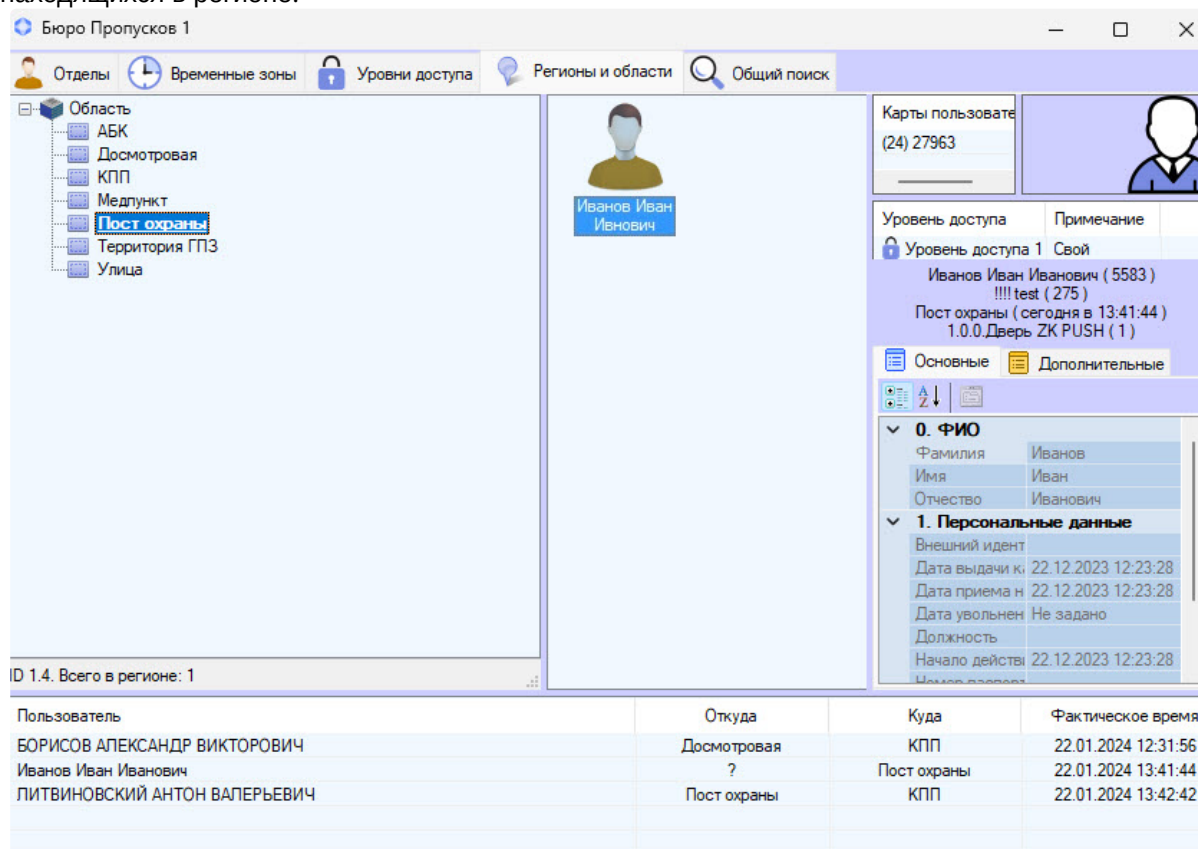 находящихся в регионе.
Бюро Пропусков 1
Отделы Временные зоны Уровни доступа Регионы и области Общий поиск
Область
АБК
Досмотровая
КПП
Медпункт
Пост охраны
Территория ГПЗ
Улица
ID 1.4. Всего в регионе: 1
Иванов Иван
Ивнович
Карты пользовате
(24) 27963
Уровень доступа Примечание
Уровень доступа 1 Свой
Иванов Иван Иванович ( 5583 )
!!!! test ( 275 )
Пост охраны ( сегодня в 13:41:44 )
1.0.0.Дверь ZK PUSH ( 1 )
Основные Дополнительные
0. ФИО
Фамилия Иванов
Имя Иван
Отчество Иванович
1. Персональные данные
Внешний идент
Дата выдачи к 22.12.2023 12:23:28
Дата приема н 22.12.2023 12:23:28
Дата увольнен Не задано
Должность
Начало действ 22.12.2023 12:23:28
Пользователь Откуда Куда Фактическое время
БОРИСОВ АЛЕКСАНДР ВИКТОРОВИЧ Досмотровая КПП 22.01.2024 12:31:56
Иванов Иван Иванович ? Пост охраны 22.01.2024 13:41:44
ЛИТВИНОВСКИЙ АНТОН ВАЛЕРЬЕВИЧ Пост охраны КПП 22.01.2024 13:42:42